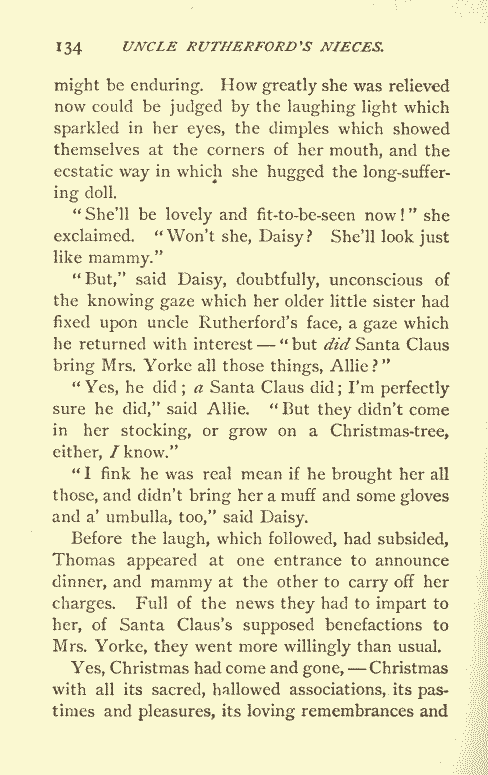 134 UNCLE RUTHERFORD'S NIECES.
might be enduring. How greatly she was relieved
now could be judged by the laughing light which
sparkled in her eyes, the dimples which showed
themselves at the corners of her mouth, and the
ecstatic way in which she hugged the long-suffer-
ing doll.
"She'll be lovely and fit-to-be-seen now!" she
exclaimed. "Won't she, Daisy? She'll look just
like mammy."
"But," said Daisy, doubtfully, unconscious of
the knowing gaze which her older little sister had
fixed upon uncle Rutherford's face, a gaze which
he returned with interest — "but did Santa Claus
bring Mrs. Yorke all those things, Allie?"
"Yes, he did; a Santa Claus did; I'm perfectly
sure he did," said Allie. "But they didn't come
in her stocking, or grow on a Christmas-tree,
either, I know."
"I fink he was real mean if he brought her all
those, and didn't bring her a muff and some gloves
and a' umbulla, too," said Daisy.
Before the laugh, which followed, had subsided,
Thomas appeared at one entrance to announce
dinner, and mammy at the other to carry off her
charges. Full of the news they had to impart to
her, of Santa Claus's supposed benefactions to
Mrs. Yorke, they went more willingly than usual.
Yes, Christmas had come and gone, — Christmas
with all its sacred, hallowed associations, its pas-
times and pleasures, its loving remembrances and